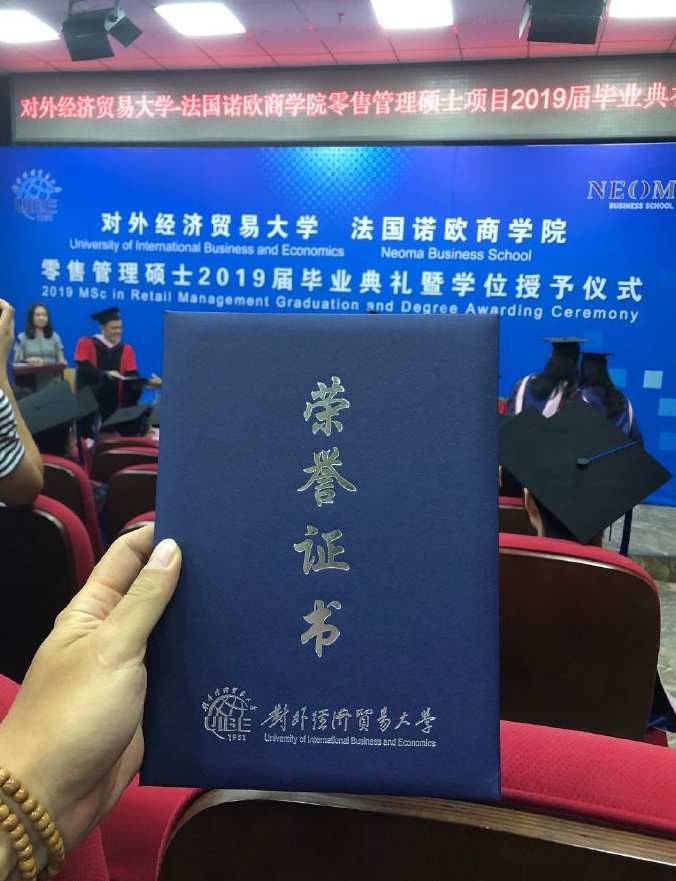 对外经济贸易大学-法国诺欧商学院零售管理硕士项目2019届毕业典
NEOM
BUSINESS SCHOOL
对外经济贸易大学 法国诺欧商学院
University of International Business and Economics Neoma Business School
零售管理硕士2019届毕业典礼暨学位授予仪式
2019 MSc in Retail Management Graduation and Degree Awarding Ceremony
荣
誉
证
书
UIBE
1951
對外經濟貿易大學
University of International Business and Economics